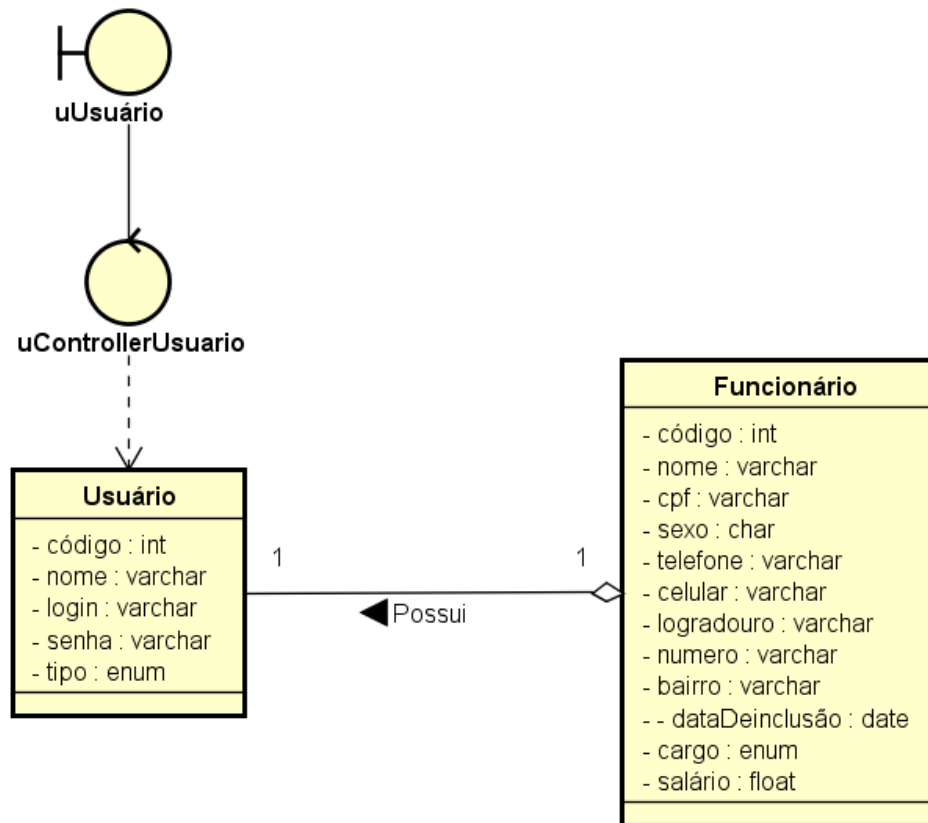 uUsuário
uControllerUsuario
Usuário
- código : int
- nome : varchar
- login : varchar
- senha : varchar
- tipo : enum
1
1
Possui
Funcionário
- código : int
- nome : varchar
- cpf : varchar
- sexo : char
- telefone : varchar
- celular : varchar
- logradouro : varchar
- numero : varchar
- bairro : varchar
- - dataDeinclusão : date
- cargo : enum
- salário : float